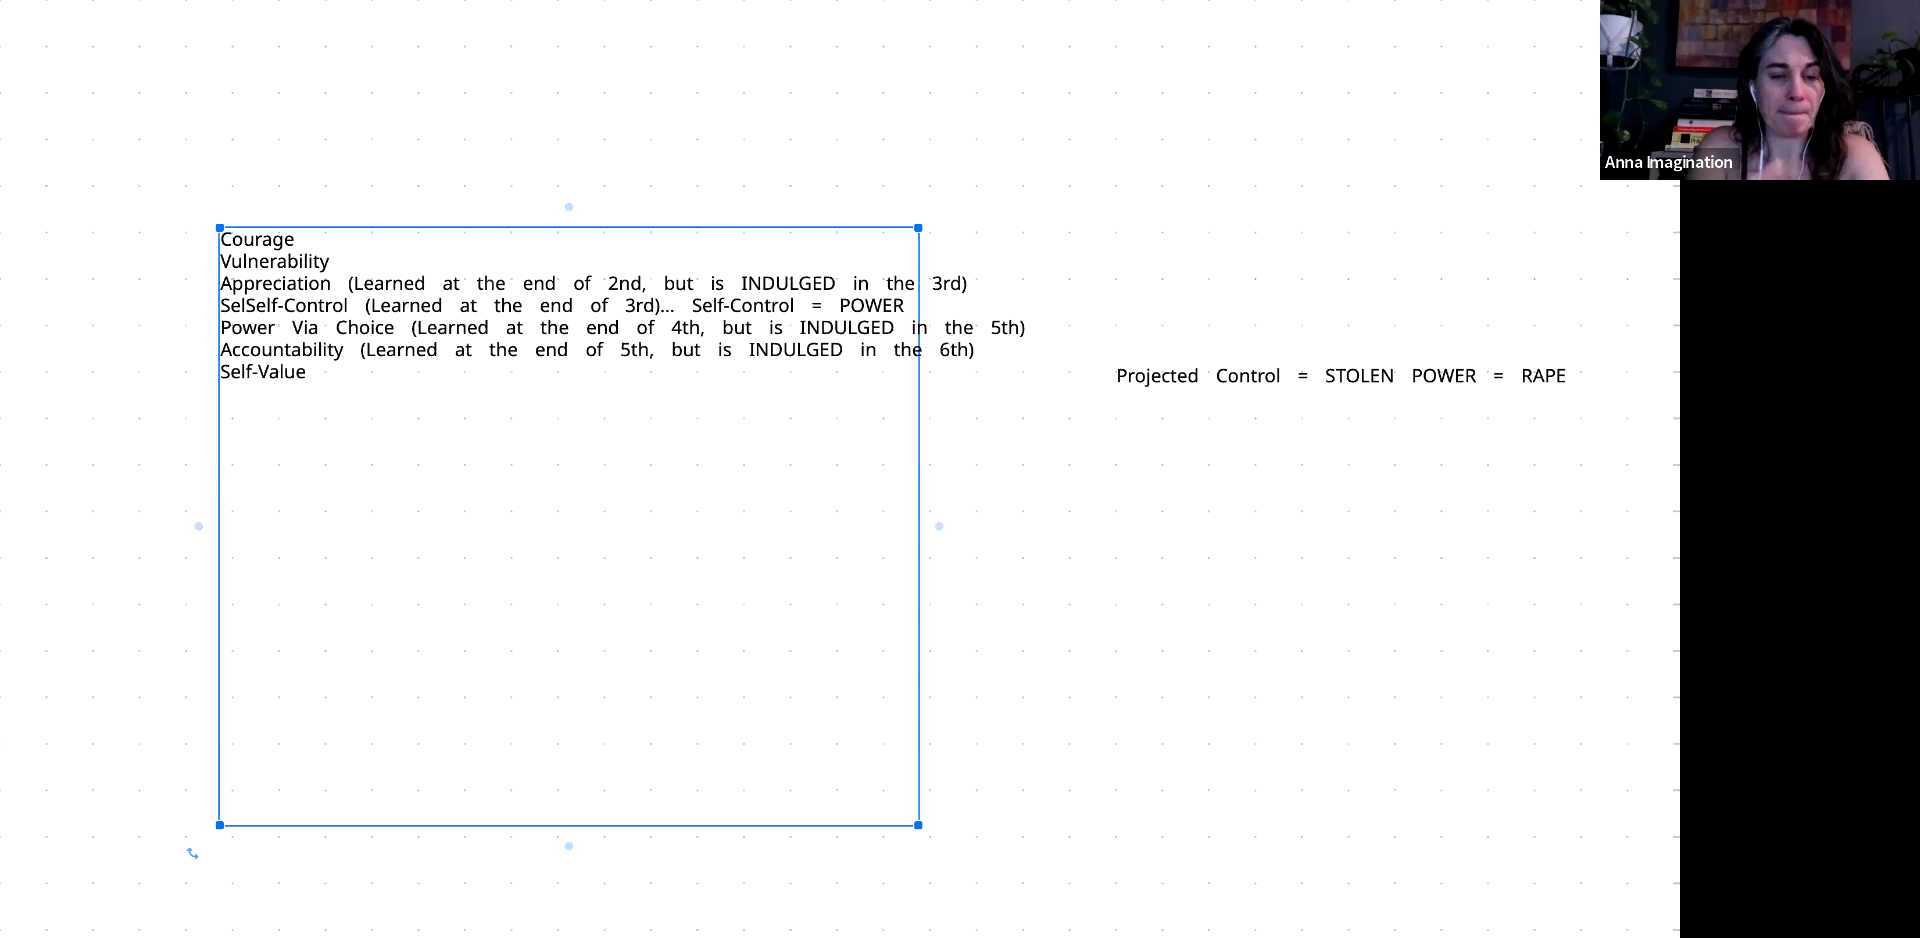 Anna Imagination
Courage
Vulnerability
Appreciation (Learned at the end of 2nd, but is INDULGED in the 3rd)
SelSelf-Control (Learned at the end of 3rd)... Self-Control = POWER
Power Via Choice (Learned at the end of 4th, but is INDULGED in the 5th)
Accountability (Learned at the end of 5th, but is INDULGED in the 6th)
Self-Value
Projected Control = STOLEN POWER = RAPE